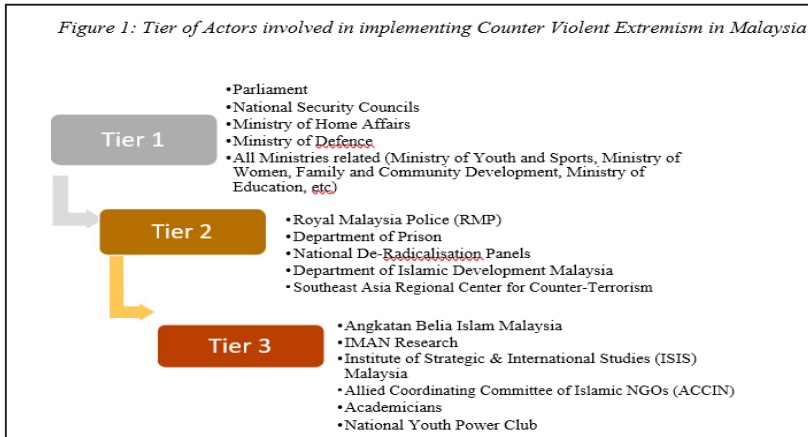 Figure 1: Tier of Actors involved in implementing Counter Violent Extremism in Malaysia
Tier 1
•Parliament
•National Security Councils
•Ministry of Home Affairs
•Ministry of Defence
•All Ministries related (Ministry of Youth and Sports, Ministry of
Women, Family and Community Development, Ministry of
Education, etc)
Tier 2
•Royal Malaysia Police (RMP)
•Department of Prison
•National De-Radicalisation Panels
•Department of Islamic Development Malaysia
•Southeast Asia Regional Center for Counter-Terrorism
Tier 3
•Angkatan Belia Islam Malaysia
•IMAN Research
•Institute of Strategic & International Studies (ISIS)
Malaysia
•Allied Coordinating Committee of Islamic NGOs (ACCIN)
•Academicians
•National Youth Power Club